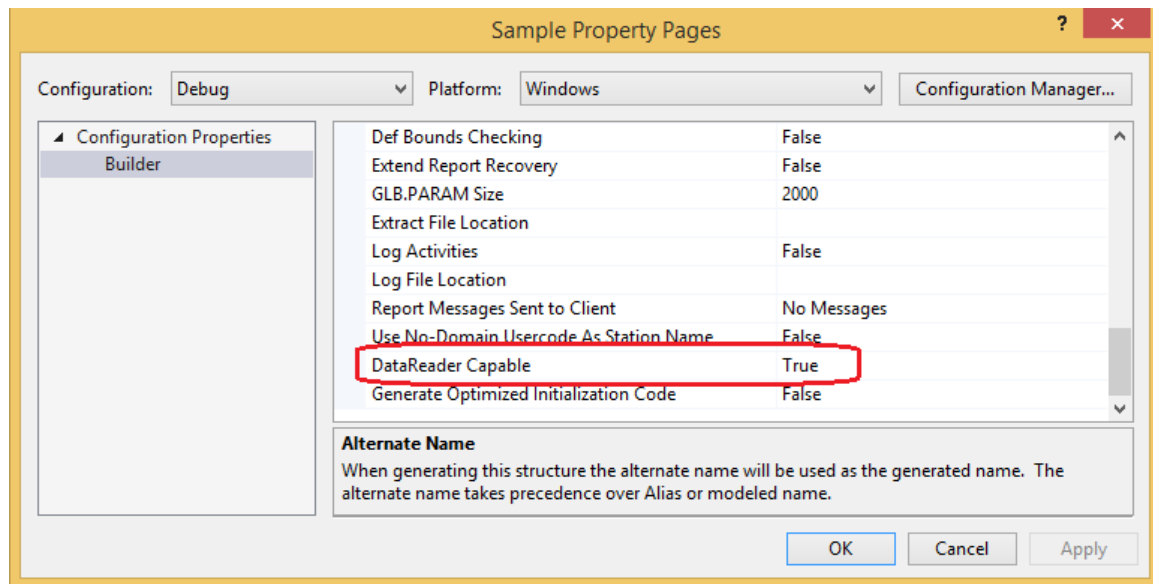 Sample Property Pages
?
Configuration: Debug Platform: Windows Configuration Manager...
Configuration Properties
Builder
Def Bounds Checking False
Extend Report Recovery False
GLB.PARAM Size 2000
Extract File Location
Log Activities False
Log File Location
Report Messages Sent to Client No Messages
Use No-Domain Usercode As Station Name False
DataReader Capable True
Generate Optimized Initialization Code False
Alternate Name
When generating this structure the alternate name will be used as the generated name. The
alternate name takes precedence over Alias or modeled name.
OK Cancel Apply